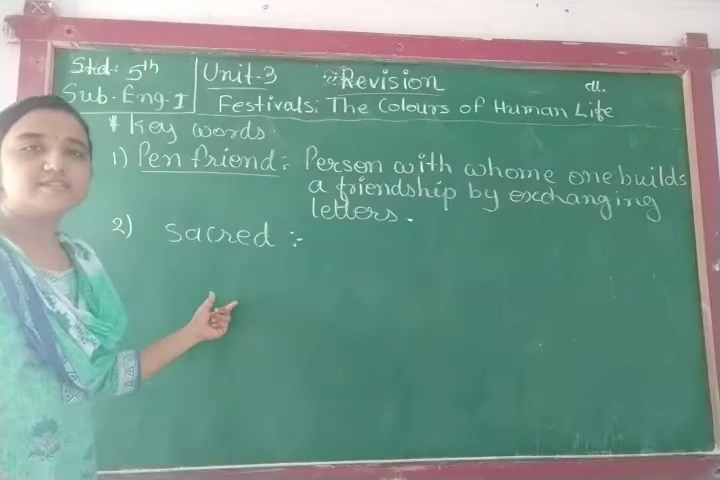 Std: 5th
Sub. Eng-I
Unit-3
Revision
dt.
Festivals: The Colours of Human Life
* Key words.
1) Pen friend:- Person with whome one builds
a friendship by exchanging
letters.
2) Sacred :-